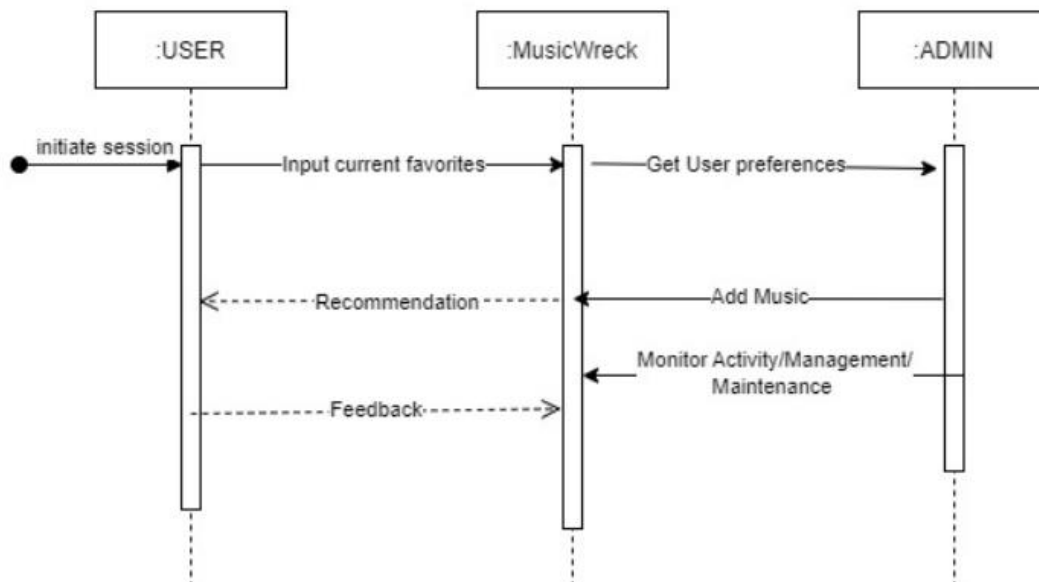 :USER
:MusicWreck
:ADMIN
initiate session
Input current favorites
Get User preferences
Recommendation
Add Music
Monitor Activity/Management/
Maintenance
Feedback